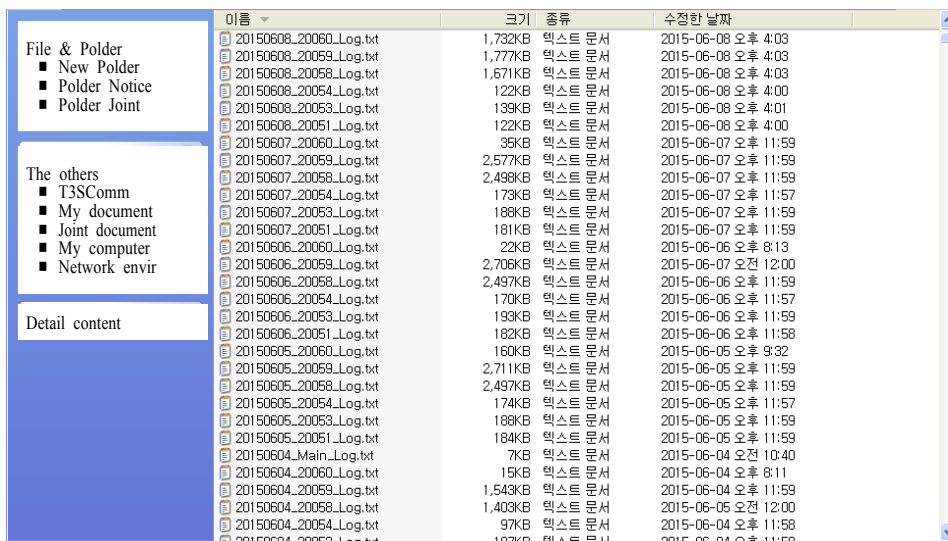 File & Polder
New Polder
Polder Notice
Polder Joint
The others
T3SComm
My document
Joint document
My computer
Network envir
Detail content
이름 크기 종류 수정한 날짜
20150608_20060_Log.txt 1,732KB 텍스트 문서 2015-06-08 오후 4:03
20150608_20059_Log.txt 1,777KB 텍스트 문서 2015-06-08 오후 4:03
20150608_20058_Log.txt 1,671KB 텍스트 문서 2015-06-08 오후 4:03
20150608_20054_Log.txt 122KB 텍스트 문서 2015-06-08 오후 4:00
20150608_20053_Log.txt 139KB 텍스트 문서 2015-06-08 오후 4:01
20150608_20051_Log.txt 122KB 텍스트 문서 2015-06-08 오후 4:00
20150607_20060_Log.txt 35KB 텍스트 문서 2015-06-07 오후 11:59
20150607_20059_Log.txt 2,577KB 텍스트 문서 2015-06-07 오후 11:59
20150607_20058_Log.txt 2,498KB 텍스트 문서 2015-06-07 오후 11:59
20150607_20054_Log.txt 173KB 텍스트 문서 2015-06-07 오후 11:57
20150607_20053_Log.txt 188KB 텍스트 문서 2015-06-07 오후 11:59
20150607_20051_Log.txt 181KB 텍스트 문서 2015-06-07 오후 11:59
20150606_20060_Log.txt 22KB 텍스트 문서 2015-06-06 오후 8:13
20150606_20059_Log.txt 2,706KB 텍스트 문서 2015-06-07 오전 12:00
20150606_20058_Log.txt 2,497KB 텍스트 문서 2015-06-06 오후 11:59
20150606_20054_Log.txt 170KB 텍스트 문서 2015-06-06 오후 11:57
20150606_20053_Log.txt 193KB 텍스트 문서 2015-06-06 오후 11:59
20150606_20051_Log.txt 182KB 텍스트 문서 2015-06-06 오후 11:58
20150605_20060_Log.txt 160KB 텍스트 문서 2015-06-05 오후 9:32
20150605_20059_Log.txt 2,711KB 텍스트 문서 2015-06-05 오후 11:59
20150605_20058_Log.txt 2,497KB 텍스트 문서 2015-06-05 오후 11:59
20150605_20054_Log.txt 174KB 텍스트 문서 2015-06-05 오후 11:57
20150605_20053_Log.txt 188KB 텍스트 문서 2015-06-05 오후 11:59
20150605_20051_Log.txt 184KB 텍스트 문서 2015-06-05 오후 11:59
20150604_Main_Log.txt 7KB 텍스트 문서 2015-06-04 오전 10:40
20150604_20060_Log.txt 15KB 텍스트 문서 2015-06-04 오후 8:11
20150604_20059_Log.txt 1,543KB 텍스트 문서 2015-06-04 오후 11:59
20150604_20058_Log.txt 1,403KB 텍스트 문서 2015-06-05 오전 12:00
20150604_20054_Log.txt 97KB 텍스트 문서 2015-06-04 오후 11:58